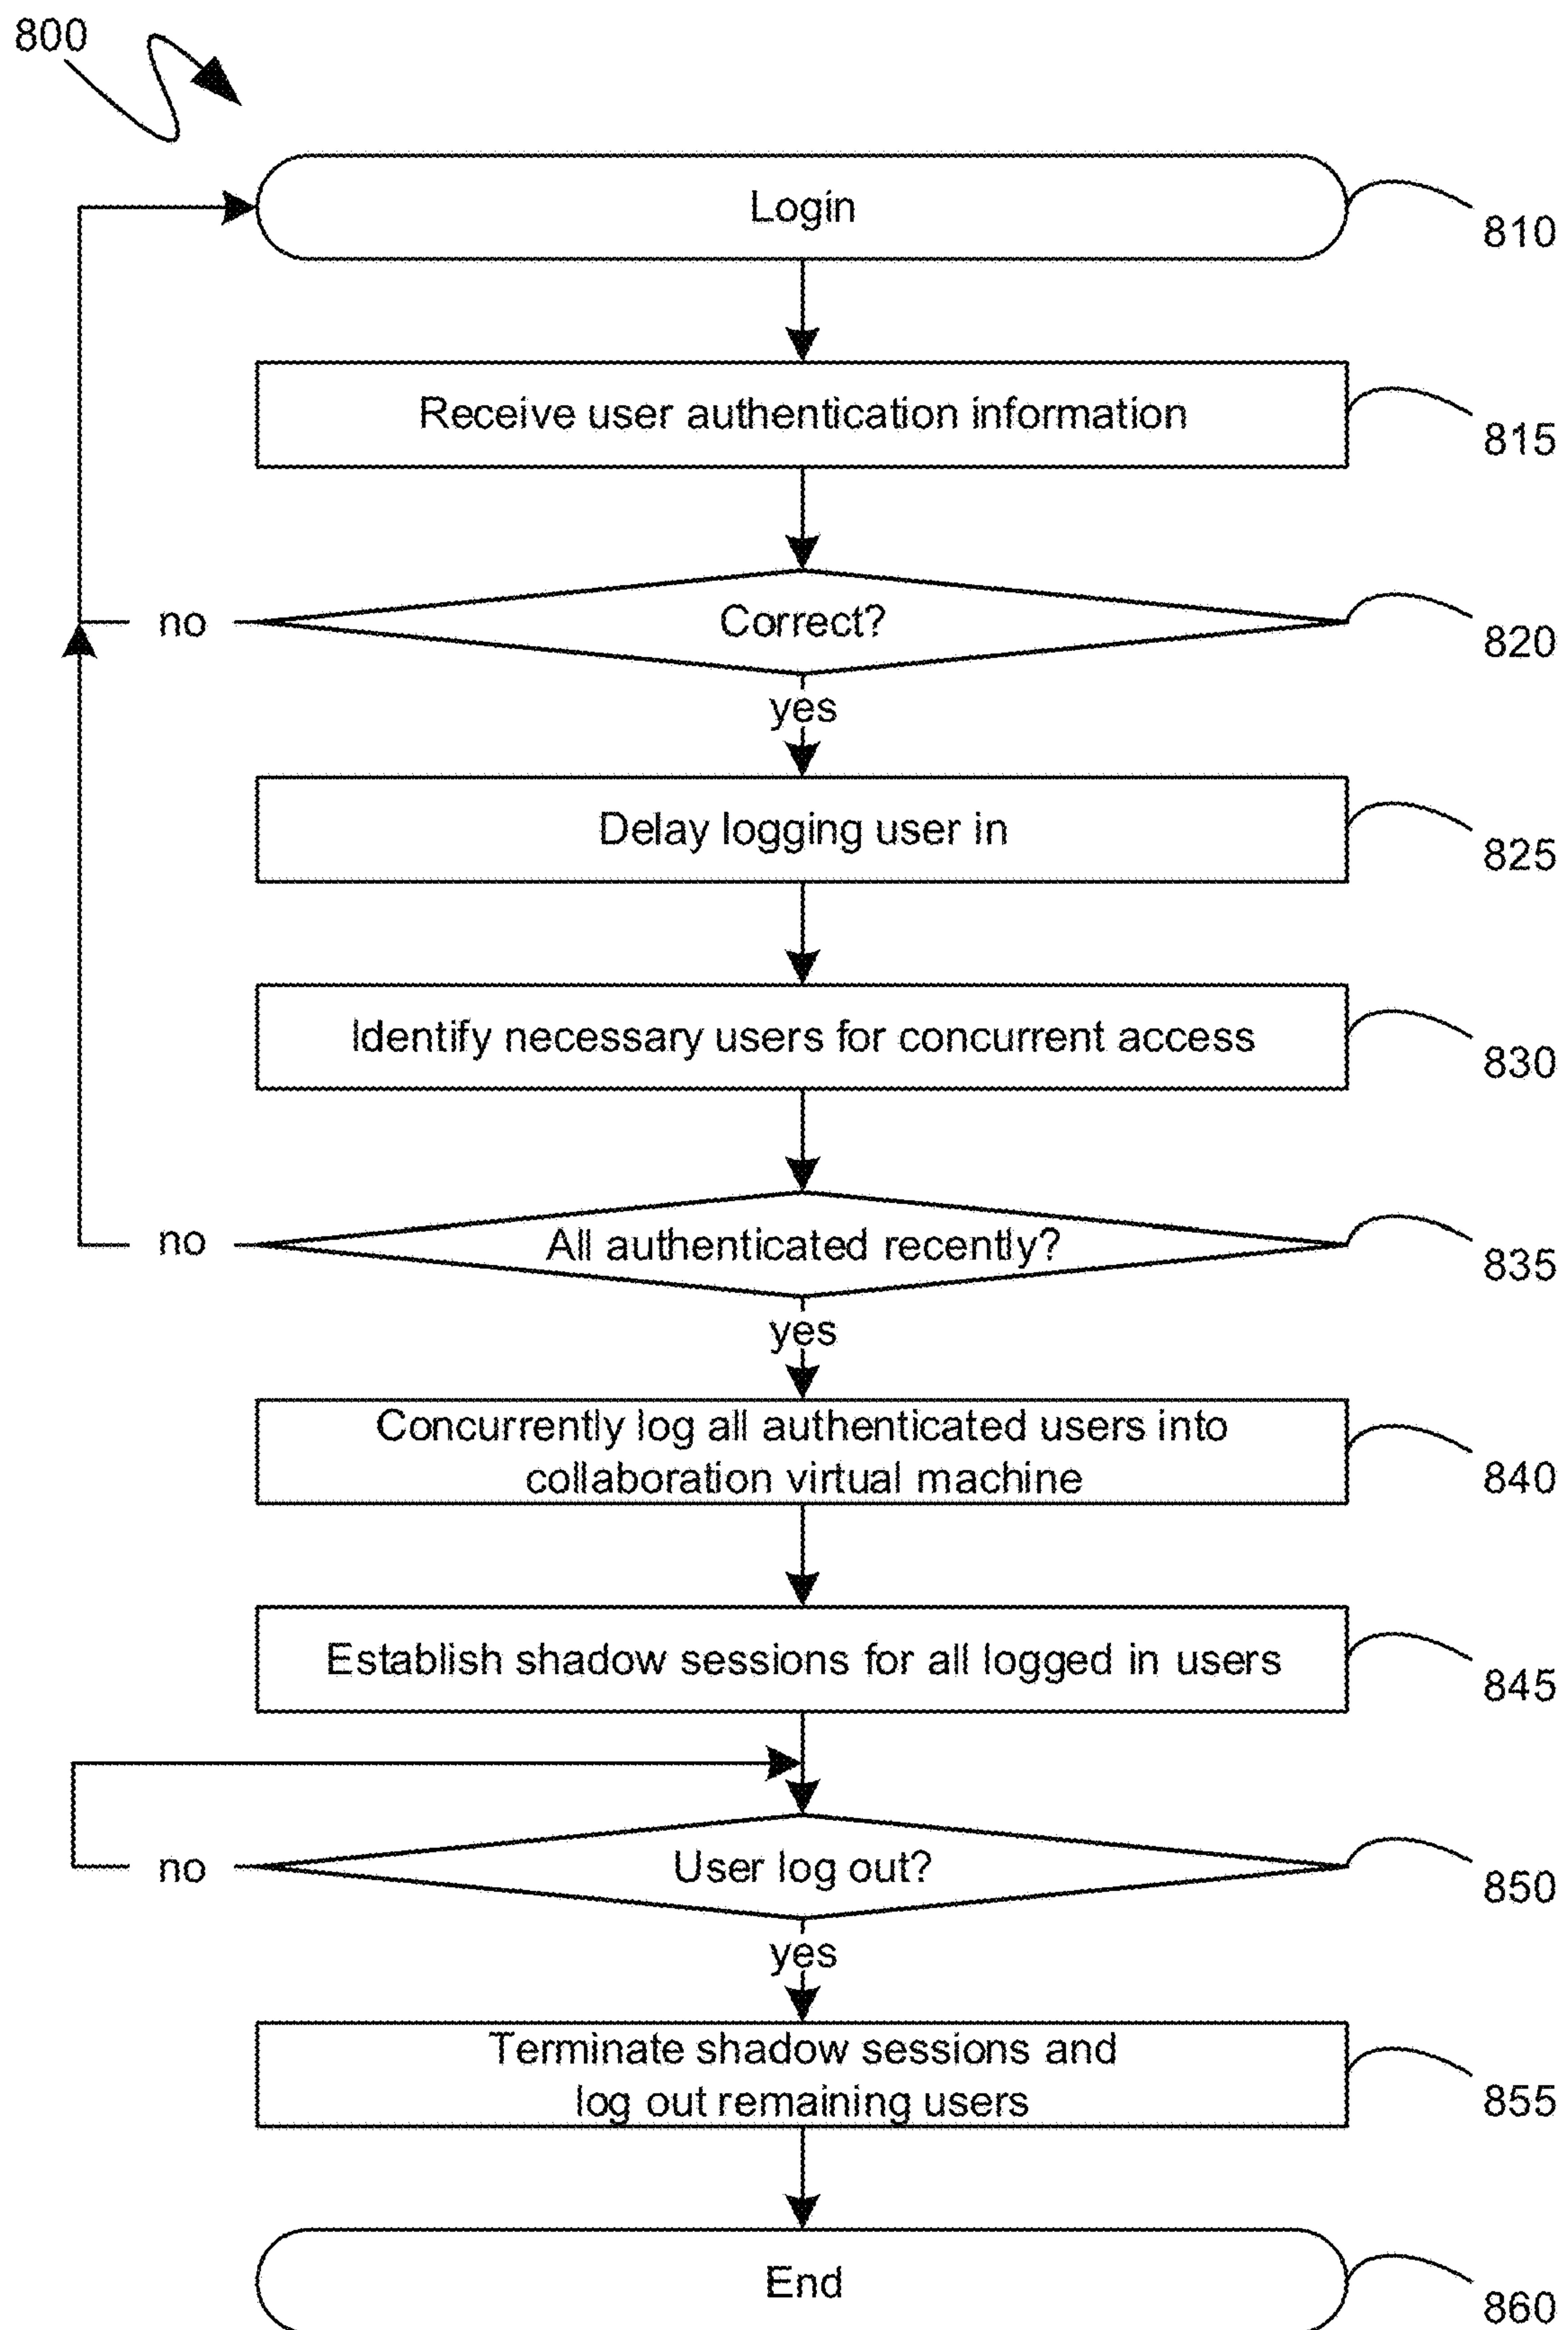 800
Login
810
Receive user authentication information
815
Correct?
820
no
yes
Delay logging user in
825
Identify necessary users for concurrent access
830
All authenticated recently?
835
no
yes
Concurrently log all authenticated users into
collaboration virtual machine
840
Establish shadow sessions for all logged in users
845
User log out?
850
no
yes
Terminate shadow sessions and
log out remaining users
855
End
860